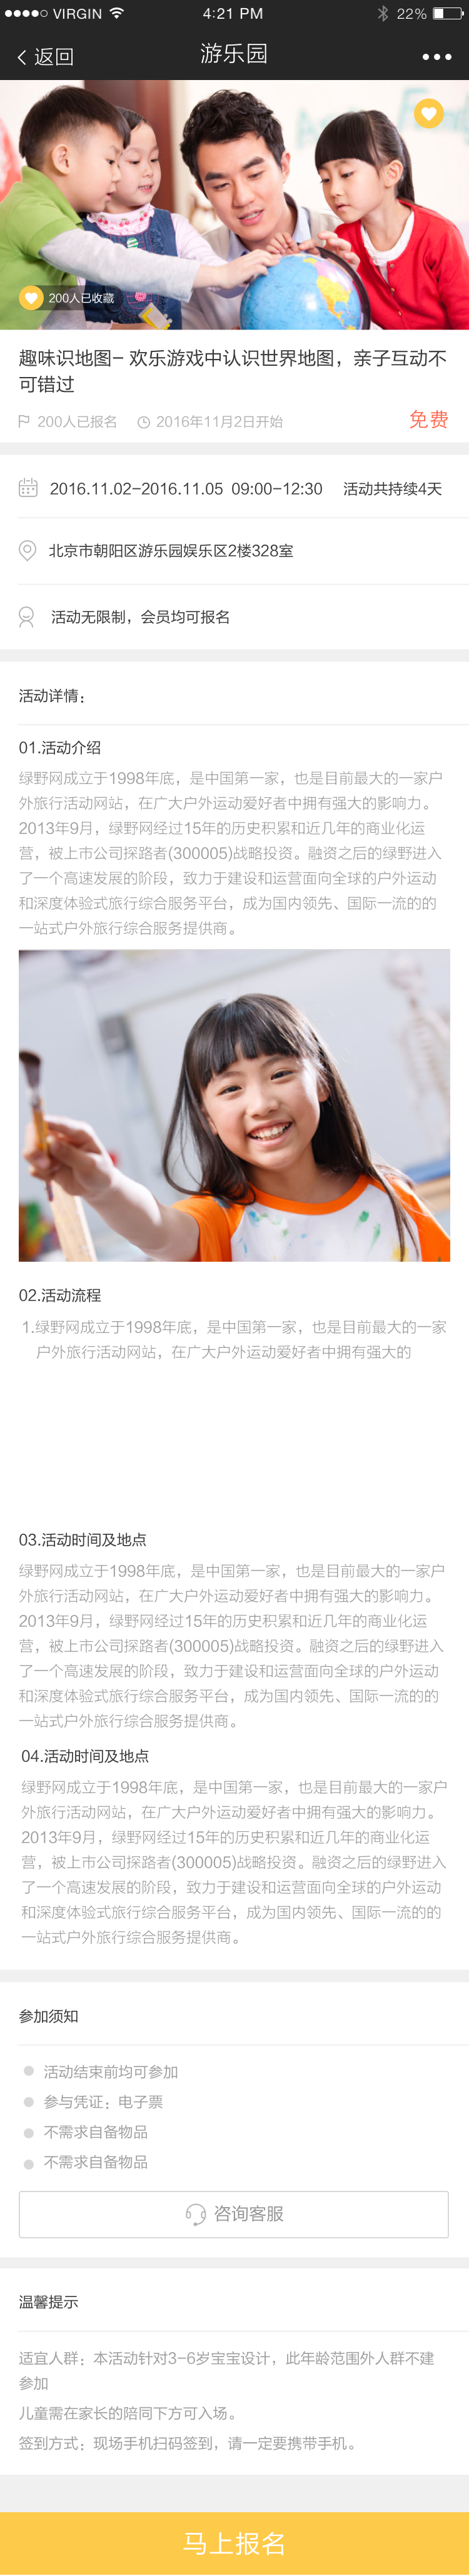 VIRGIN 4:21 PM 22%
返回 游乐园
200人已收藏
趣味识地图- 欢乐游戏中认识世界地图，亲子互动不
可错过
200人已报名 2016年11月2日开始 免费
2016.11.02-2016.11.05 09:00-12:30 活动共持续4天
北京市朝阳区游乐园娱乐区2楼328室
活动无限制，会员均可报名
活动详情：
01.活动介绍
绿野网成立于1998年底，是中国第一家，也是目前最大的一家户
外旅行活动网站，在广大户外运动爱好者中拥有强大的影响力。
2013年9月，绿野网经过15年的历史积累和近几年的商业化运
营，被上市公司探路者(300005)战略投资。融资之后的绿野进入
了一个高速发展的阶段，致力于建设和运营面向全球的户外运动
和深度体验式旅行综合服务平台，成为国内领先、国际一流的的
一站式户外旅行综合服务提供商。
02.活动流程
1.绿野网成立于1998年底，是中国第一家，也是目前最大的一家
户外旅行活动网站，在广大户外运动爱好者中拥有强大的
03.活动时间及地点
绿野网成立于1998年底，是中国第一家，也是目前最大的一家户
外旅行活动网站，在广大户外运动爱好者中拥有强大的影响力。
2013年9月，绿野网经过15年的历史积累和近几年的商业化运
营，被上市公司探路者(300005)战略投资。融资之后的绿野进入
了一个高速发展的阶段，致力于建设和运营面向全球的户外运动
和深度体验式旅行综合服务平台，成为国内领先、国际一流的的
一站式户外旅行综合服务提供商。
04.活动时间及地点
绿野网成立于1998年底，是中国第一家，也是目前最大的一家户
外旅行活动网站，在广大户外运动爱好者中拥有强大的影响力。
2013年9月，绿野网经过15年的历史积累和近几年的商业化运
营，被上市公司探路者(300005)战略投资。融资之后的绿野进入
了一个高速发展的阶段，致力于建设和运营面向全球的户外运动
和深度体验式旅行综合服务平台，成为国内领先、国际一流的的
一站式户外旅行综合服务提供商。
参加须知
活动结束前均可参加
参与凭证：电子票
不需求自备物品
不需求自备物品
咨询客服
温馨提示
适宜人群：本活动针对3-6岁宝宝设计，此年龄范围外人群不建
参加
儿童需在家长的陪同下方可入场。
签到方式：现场手机扫码签到，请一定要携带手机。
马上报名